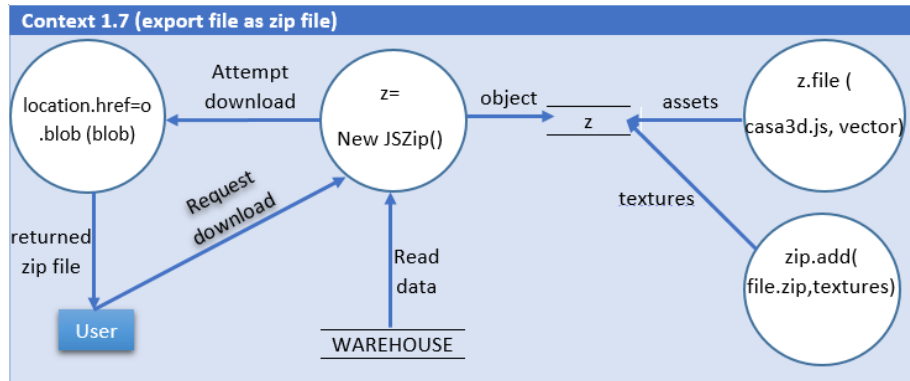 Context 1.7 (export file as zip file)
location.href=o
.blob (blob)
Attempt
download
z=
New JSZip()
object
z
assets
z.file (
casa3d.js, vector)
textures
zip.add(
file.zip,textures)
Request
download
returned
zip file
User
Read
data
WAREHOUSE